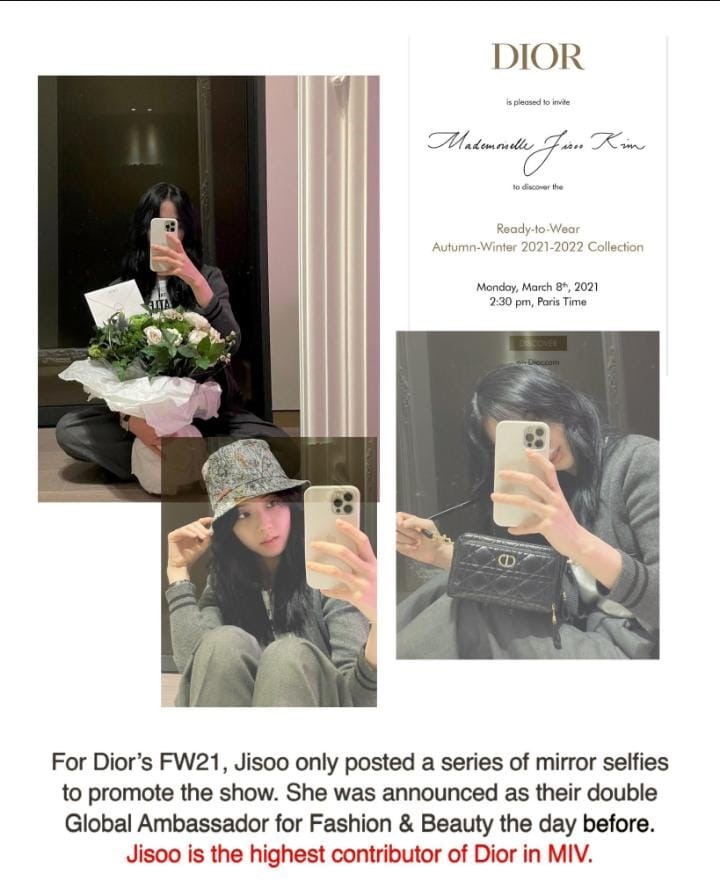 DIOR
is pleased to invite
Mademoiselle Jisoo Kim
to discover the
Ready-to-Wear
Autumn-Winter 2021-2022 Collection
Monday, March 8th, 2021
2:30 pm, Paris Time
DISCOVER
on Dior.com
For Dior’s FW21, Jisoo only posted a series of mirror selfies
to promote the show. She was announced as their double
Global Ambassador for Fashion & Beauty the day before.
Jisoo is the highest contributor of Dior in MIV.